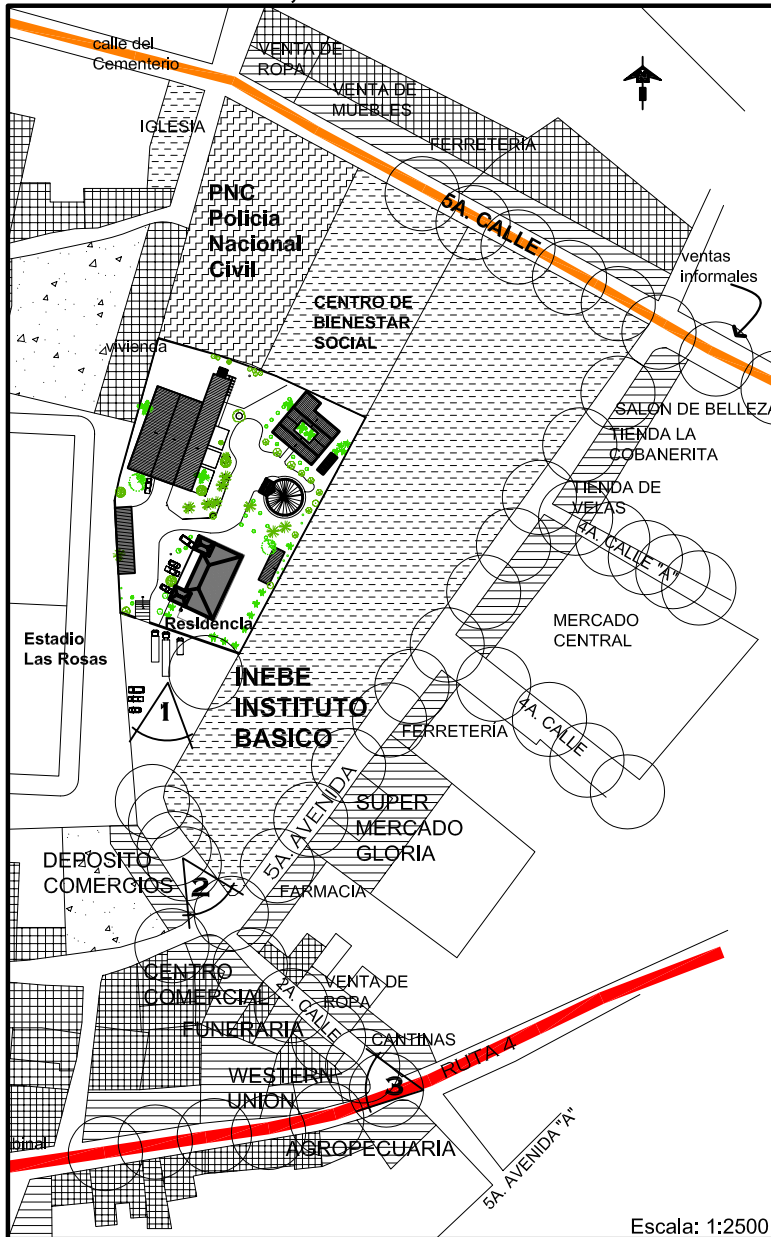 calle del
Cementerio
VENTA DE
ROPA
VENTA DE
MUEBLES
IGLESIA
FERRETERIA
PNC
Policia
Nacional
Civil
5A. CALLE
ventas
informales
CENTRO DE
BIENESTAR
SOCIAL
vivienda
SALON DE BELLEZA
TIENDA LA
COBANERITA
TIENDA DE
VELAS
4A. CALLE "A"
MERCADO
CENTRAL
Residencia
Estadio
Las Rosas
INEBE
INSTITUTO
BASICO
1
4A. CALLE
FERRETERIA
5A. AVENIDA
SUPER
MERCADO
GLORIA
DEPOSITO
COMERCIOS
2
FARMACIA
CENTRO
COMERCIAL
2A. CALLE
VENTA DE
ROPA
FUNERARIA
CANTINAS
RUTA 4
WESTERN
UNION
3
binal
AGROPECUARIA
5A. AVENIDA "A"
Escala: 1:2500